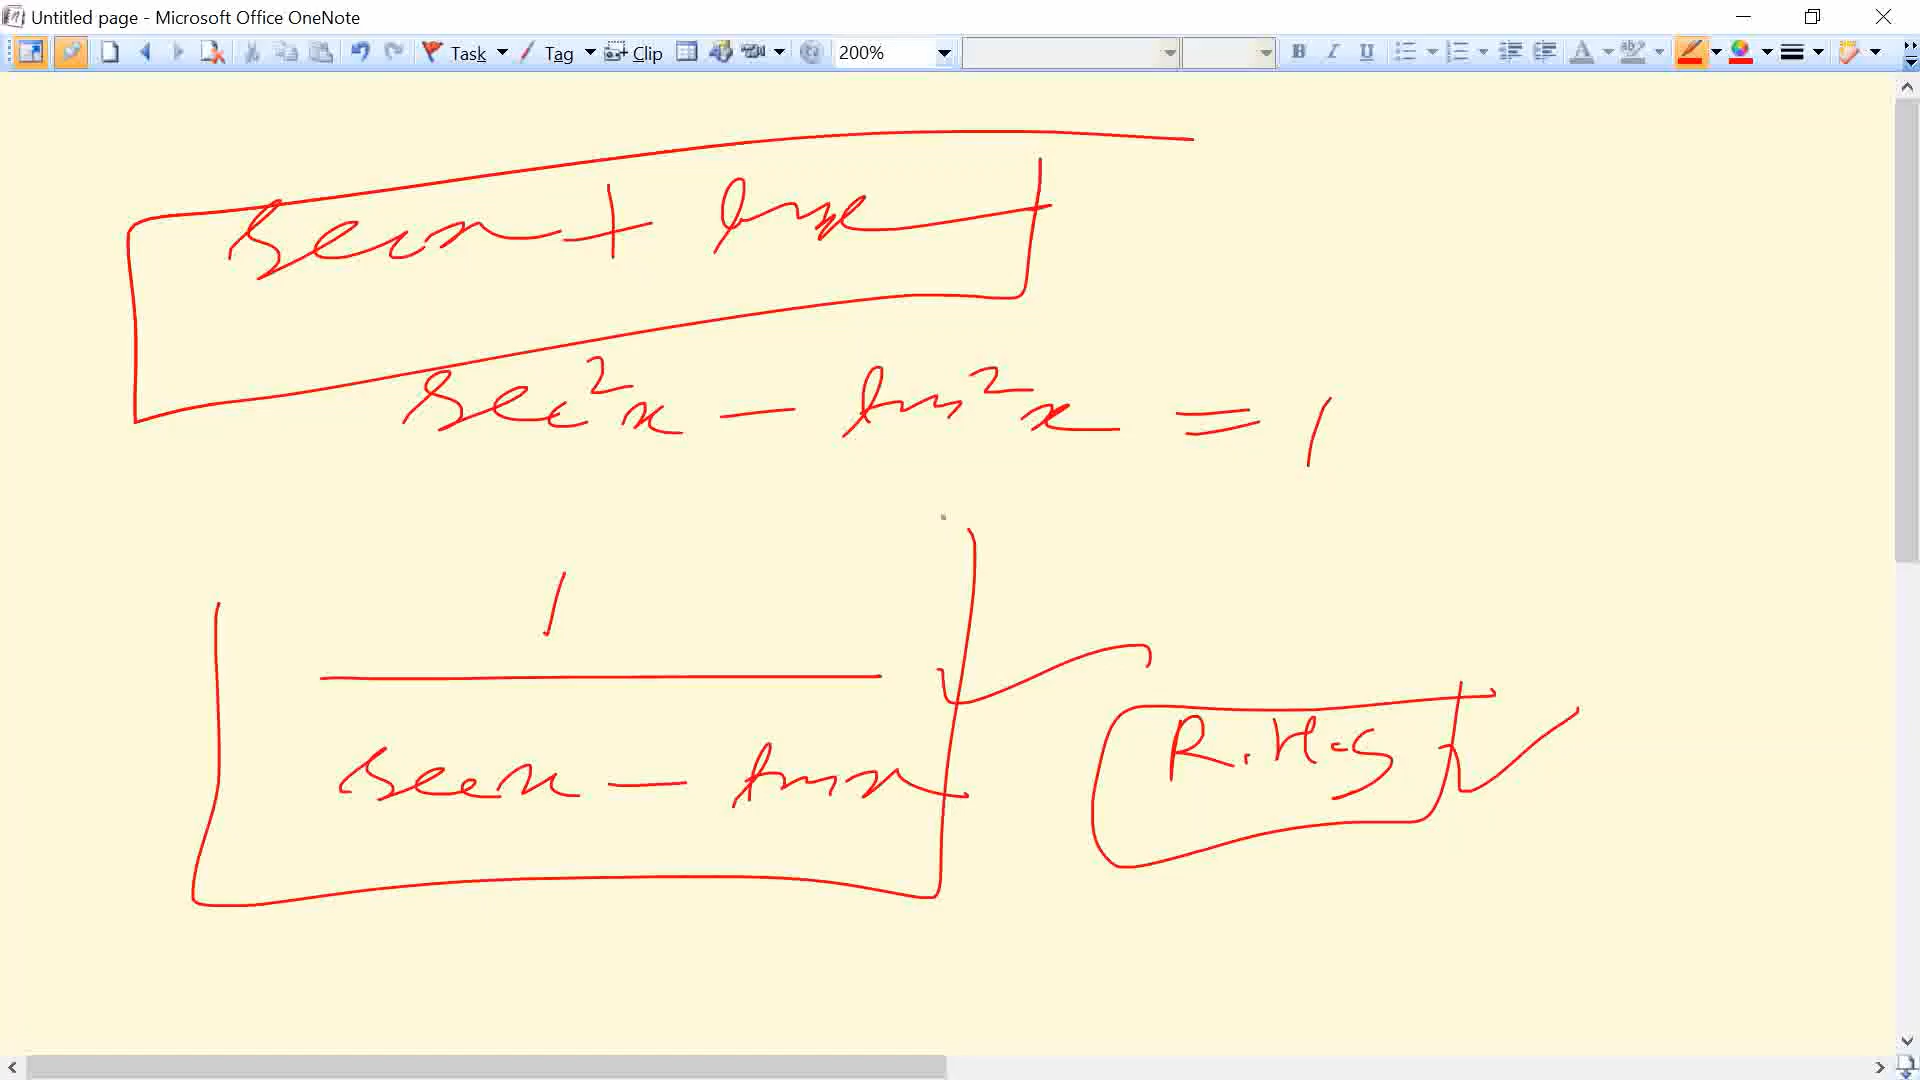 Untitled page - Microsoft Office OneNote
Task Tag Clip 200% B I U
secx + tanx
sec²x - tan²x = 1
1
secx - tanx
R.H.S